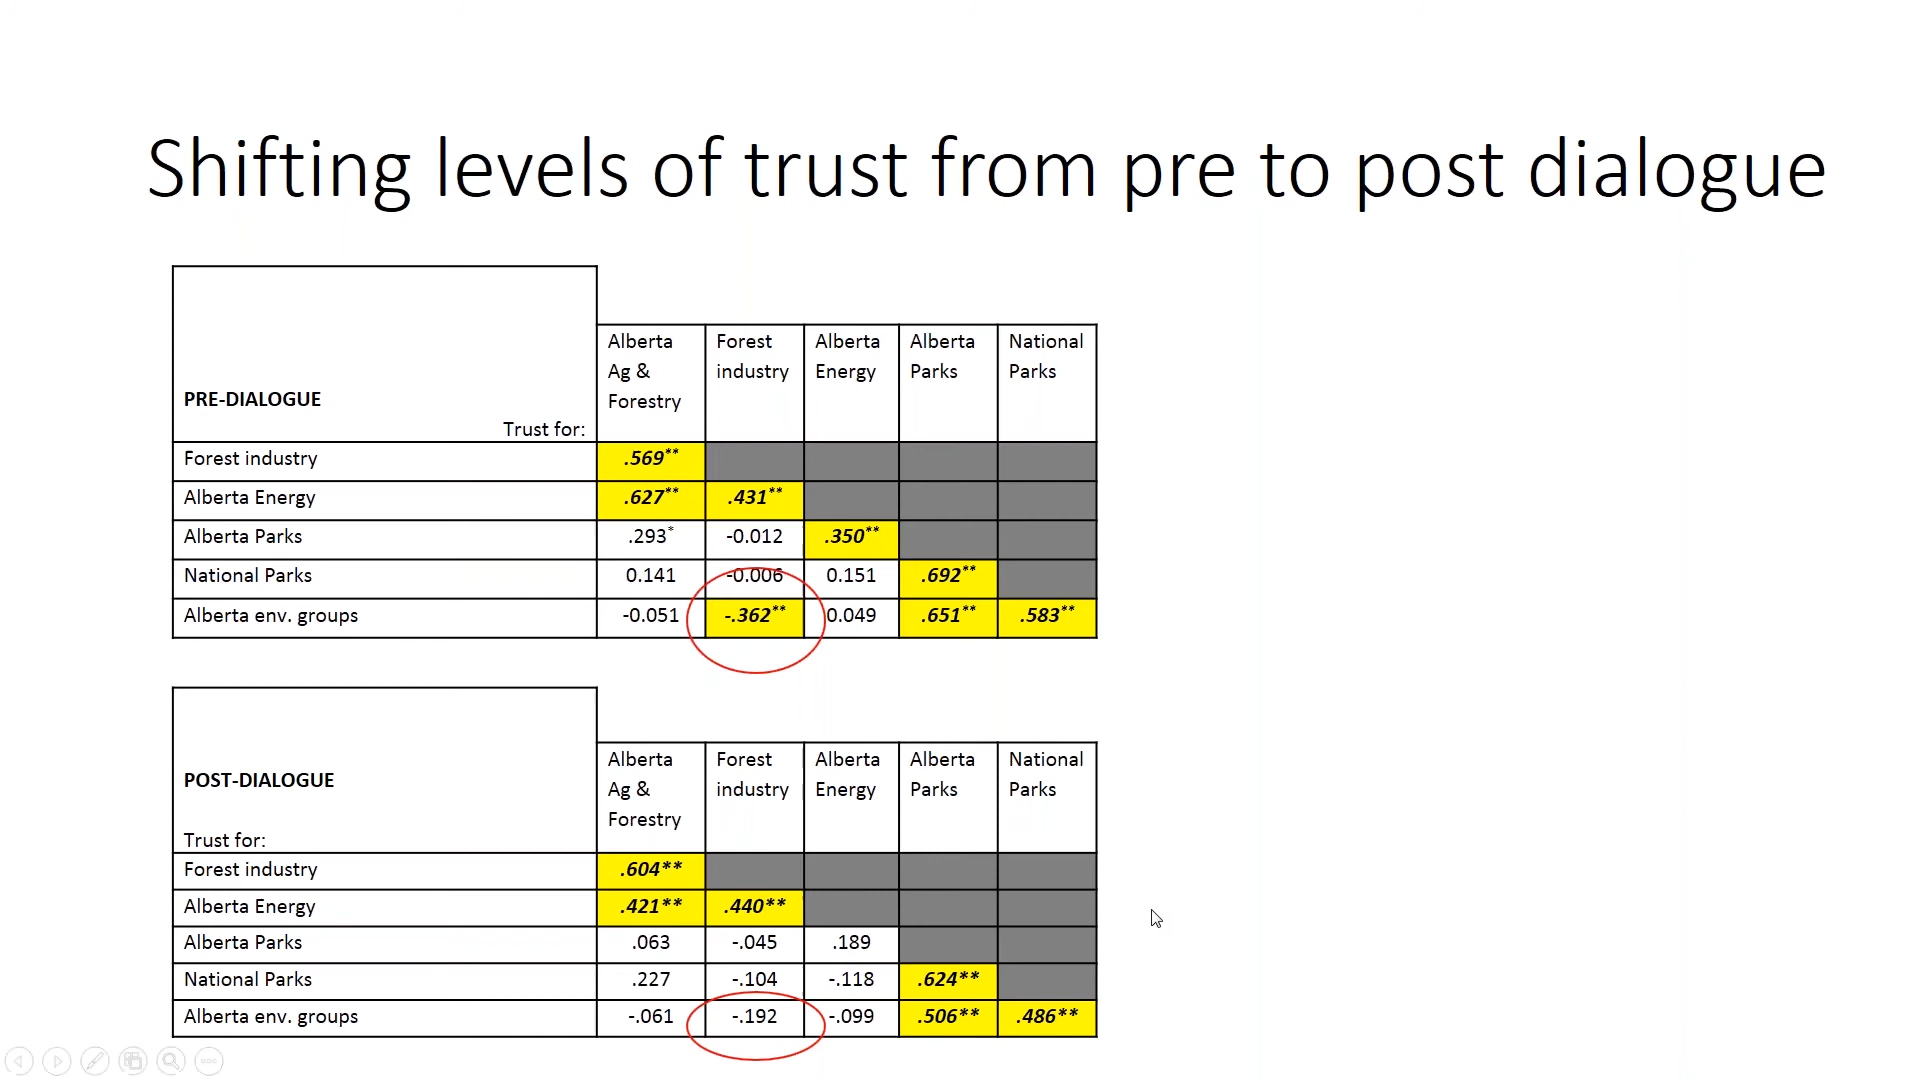 Shifting levels of trust from pre to post dialogue
PRE-DIALOGUE
Trust for:
Alberta Ag & Forestry
Forest industry
Alberta Energy
Alberta Parks
National Parks
Forest industry .569**
Alberta Energy .627** .431**
Alberta Parks .293* -0.012 .350**
National Parks 0.141 -0.006 0.151 .692**
Alberta env. groups -0.051 -.362** 0.049 .651** .583**
POST-DIALOGUE
Trust for:
Alberta Ag & Forestry
Forest industry
Alberta Energy
Alberta Parks
National Parks
Forest industry .604**
Alberta Energy .421** .440**
Alberta Parks .063 -.045 .189
National Parks .227 -.104 -.118 .624**
Alberta env. groups -.061 -.192 -.099 .506** .486**